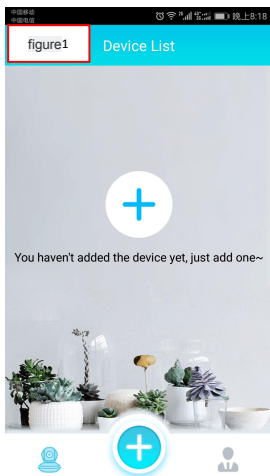 中国移动
中国电信
晚上8:18
figure1
Device List
You haven't added the device yet, just add one~